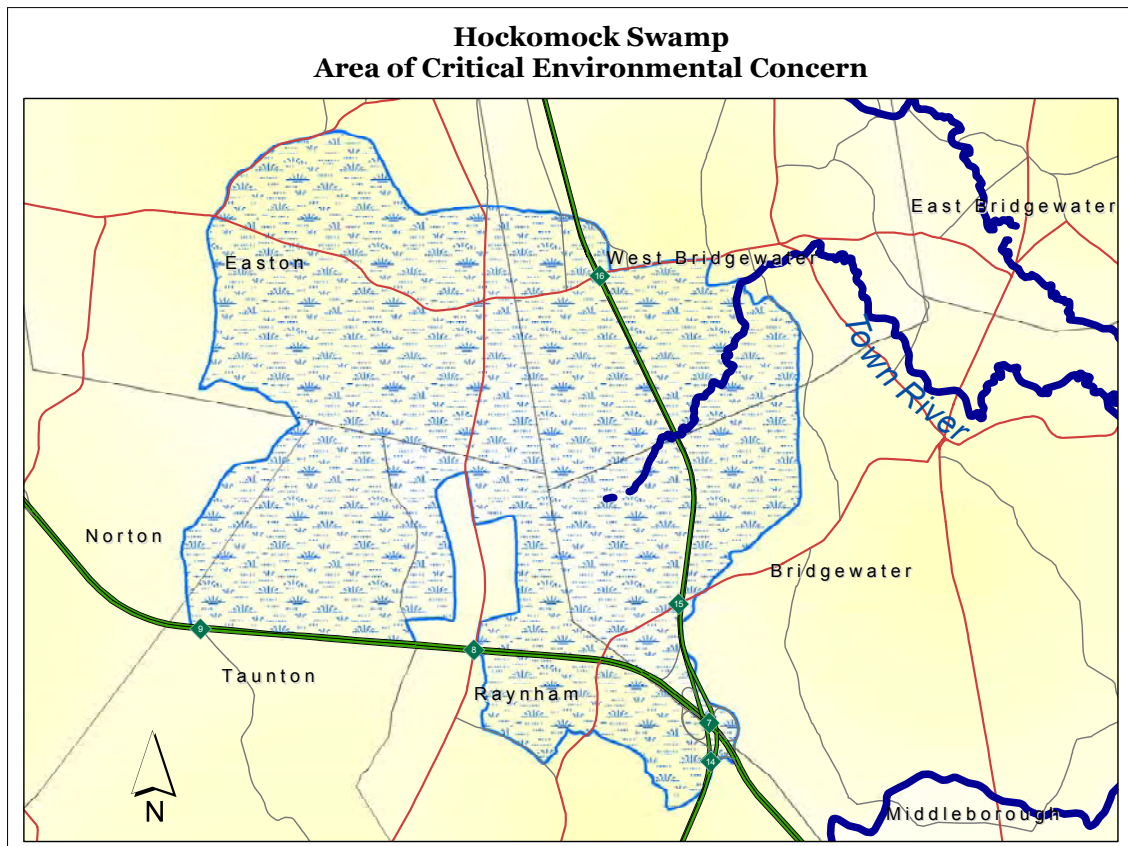 Hockomock Swamp
Area of Critical Environmental Concern
East Bridgewater
West Bridgewater
Easton
16
Town River
Norton
Bridgewater
15
9
8
Taunton
Raynham
7
14
Middleborough
N